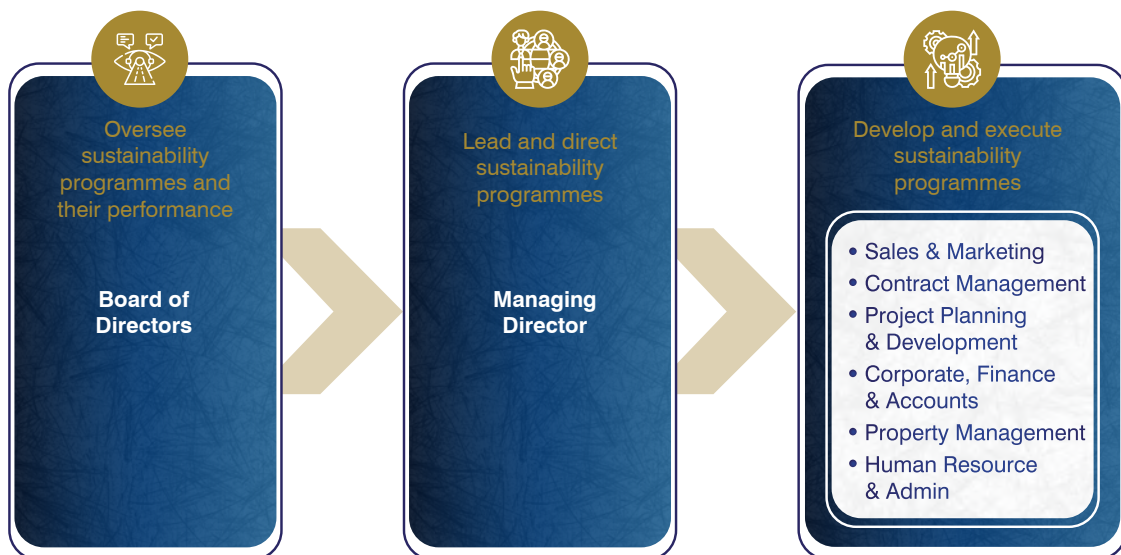 Oversee
sustainability
programmes and
their performance
Board of
Directors
Lead and direct
sustainability
programmes
Managing
Director
Develop and execute
sustainability
programmes
• Sales & Marketing
• Contract Management
• Project Planning
& Development
• Corporate, Finance
& Accounts
• Property Management
• Human Resource
& Admin